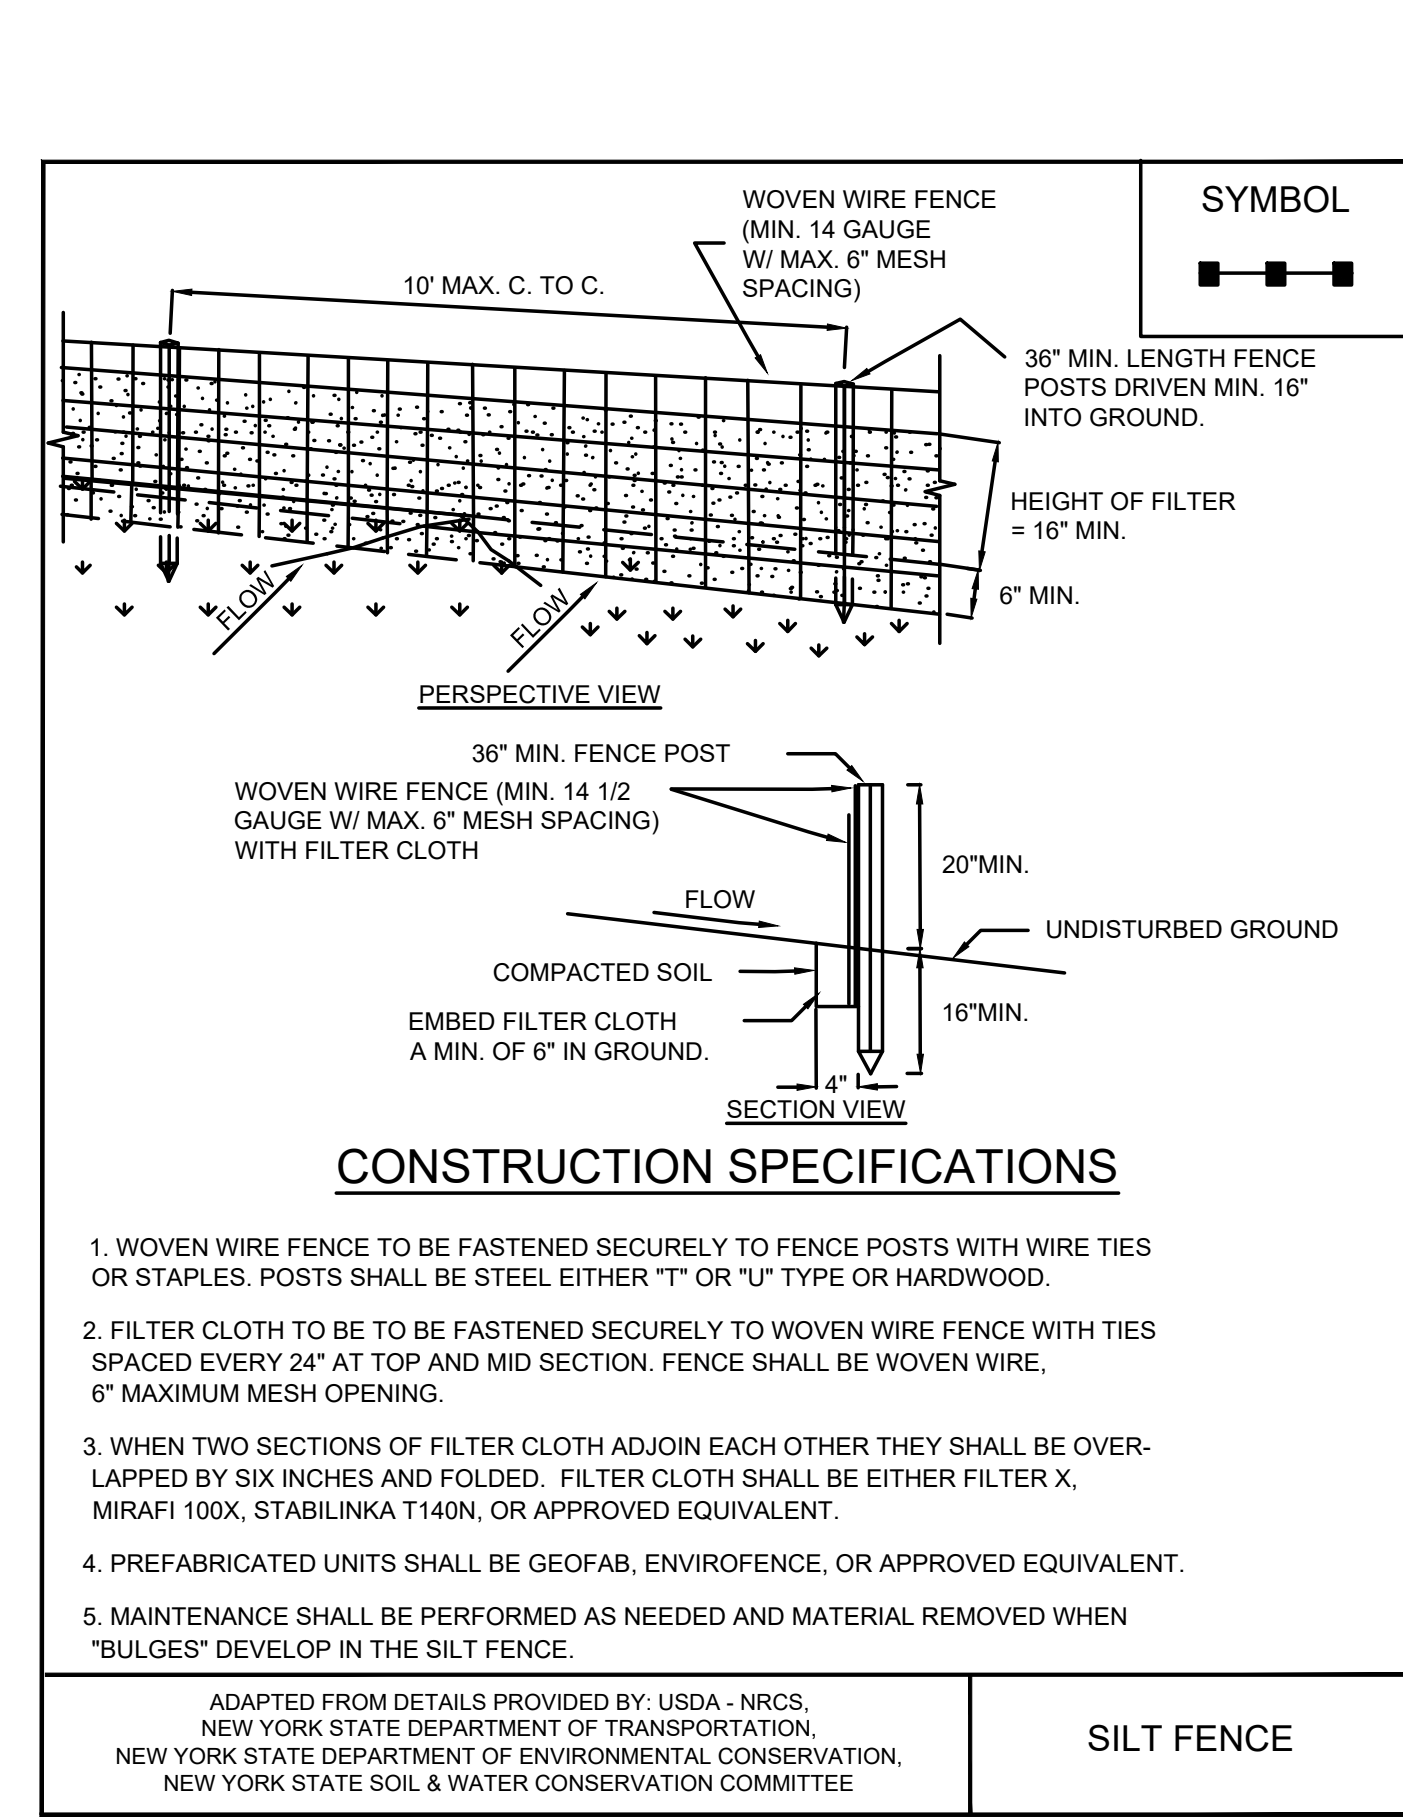 SYMBOL
WOVEN WIRE FENCE
(MIN. 14 GAUGE
W/ MAX. 6" MESH
SPACING)
10' MAX. C. TO C.
36" MIN. LENGTH FENCE
POSTS DRIVEN MIN. 16"
INTO GROUND.
HEIGHT OF FILTER
= 16" MIN.
6" MIN.
FLOW
FLOW
PERSPECTIVE VIEW
36" MIN. FENCE POST
WOVEN WIRE FENCE (MIN. 14 1/2
GAUGE W/ MAX. 6" MESH SPACING)
WITH FILTER CLOTH
20"MIN.
FLOW
UNDISTURBED GROUND
COMPACTED SOIL
EMBED FILTER CLOTH
A MIN. OF 6" IN GROUND.
16"MIN.
4"
SECTION VIEW
CONSTRUCTION SPECIFICATIONS
1. WOVEN WIRE FENCE TO BE FASTENED SECURELY TO FENCE POSTS WITH WIRE TIES
OR STAPLES. POSTS SHALL BE STEEL EITHER "T" OR "U" TYPE OR HARDWOOD.
2. FILTER CLOTH TO BE TO BE FASTENED SECURELY TO WOVEN WIRE FENCE WITH TIES
SPACED EVERY 24" AT TOP AND MID SECTION. FENCE SHALL BE WOVEN WIRE,
6" MAXIMUM MESH OPENING.
3. WHEN TWO SECTIONS OF FILTER CLOTH ADJOIN EACH OTHER THEY SHALL BE OVER-
LAPPED BY SIX INCHES AND FOLDED. FILTER CLOTH SHALL BE EITHER FILTER X,
MIRAFI 100X, STABILINKA T140N, OR APPROVED EQUIVALENT.
4. PREFABRICATED UNITS SHALL BE GEOFAB, ENVIROFENCE, OR APPROVED EQUIVALENT.
5. MAINTENANCE SHALL BE PERFORMED AS NEEDED AND MATERIAL REMOVED WHEN
"BULGES" DEVELOP IN THE SILT FENCE.
ADAPTED FROM DETAILS PROVIDED BY: USDA - NRCS,
NEW YORK STATE DEPARTMENT OF TRANSPORTATION,
NEW YORK STATE DEPARTMENT OF ENVIRONMENTAL CONSERVATION,
NEW YORK STATE SOIL & WATER CONSERVATION COMMITTEE
SILT FENCE